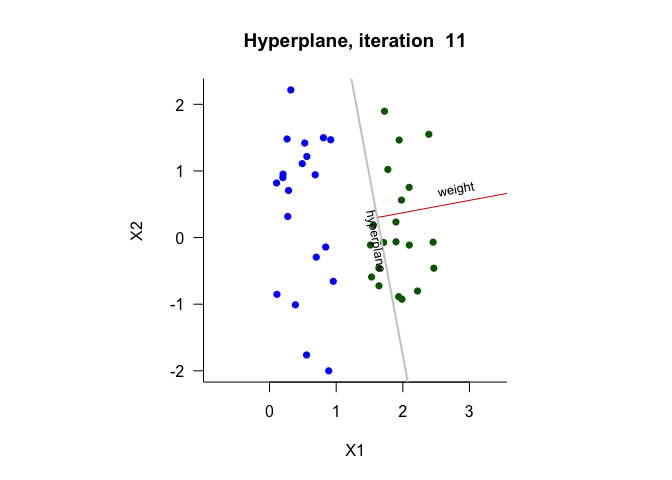 Hyperplane, iteration  11
2
1
0
-1
-2
X2
weight
hyperplane
0
1
2
3
X1